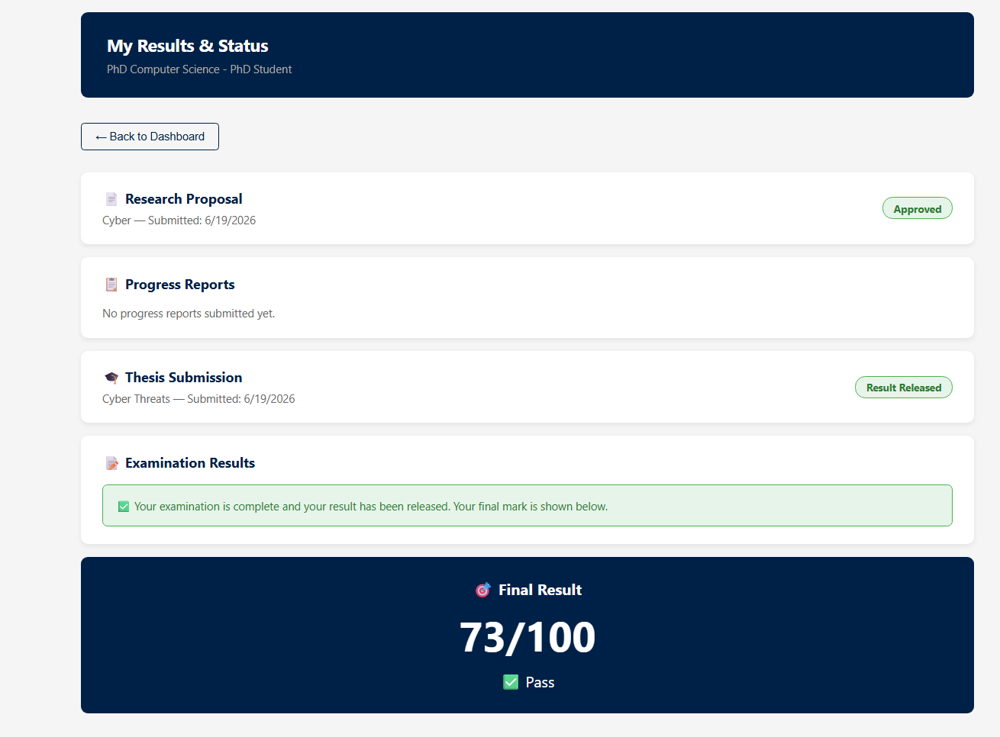 My Results & Status
PhD Computer Science - PhD Student
← Back to Dashboard
Research Proposal
Cyber — Submitted: 6/19/2026
Approved
Progress Reports
No progress reports submitted yet.
Thesis Submission
Cyber Threats — Submitted: 6/19/2026
Result Released
Examination Results
✅ Your examination is complete and your result has been released. Your final mark is shown below.
Final Result
73/100
✅ Pass